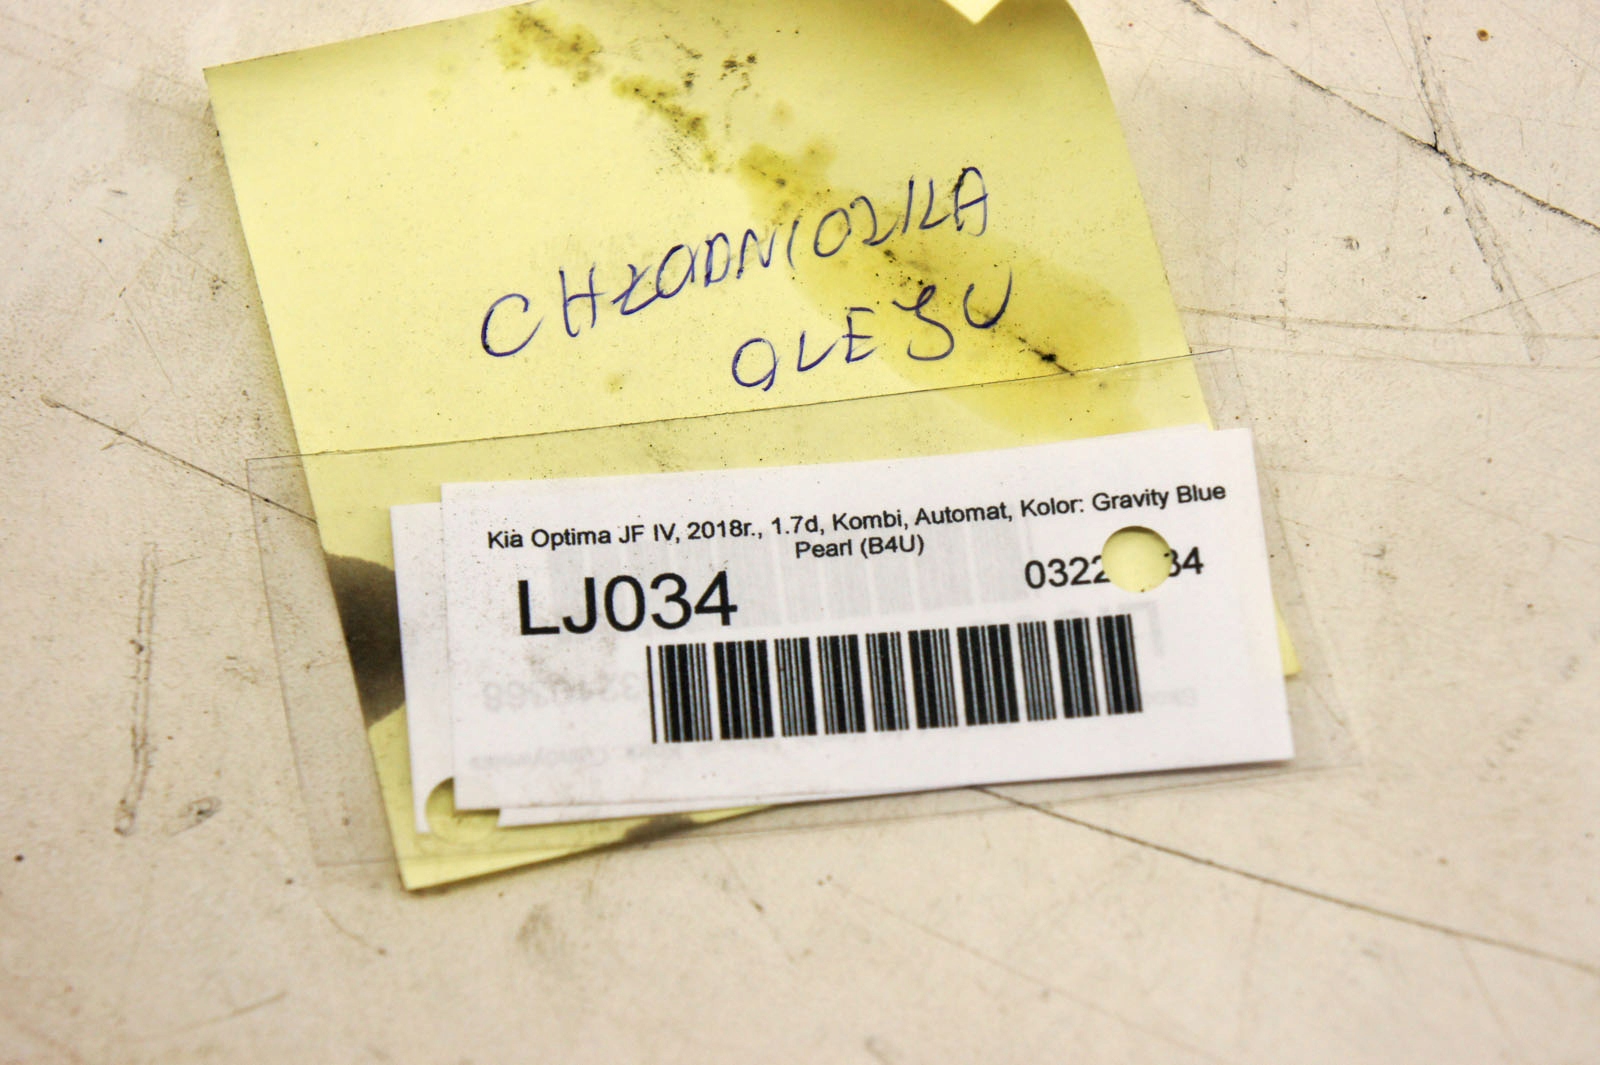 CHŁODNICZKA
OLEJU
Kia Optima JF IV, 2018r., 1.7d, Kombi, Automat, Kolor: Gravity Blue
Pearl (B4U)
LJ034